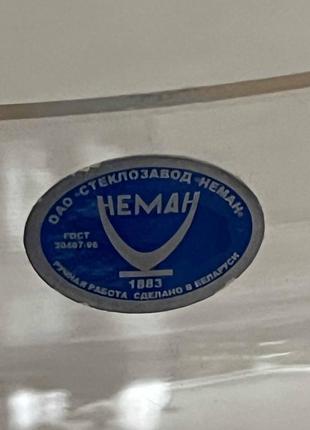 ОАО "СТЕКЛОЗАВОД НЕМАН"
НЕМАН
ГОСТ
30407-96
1883
РУЧНАЯ РАБОТА СДЕЛАНО В БЕЛАРУСИ